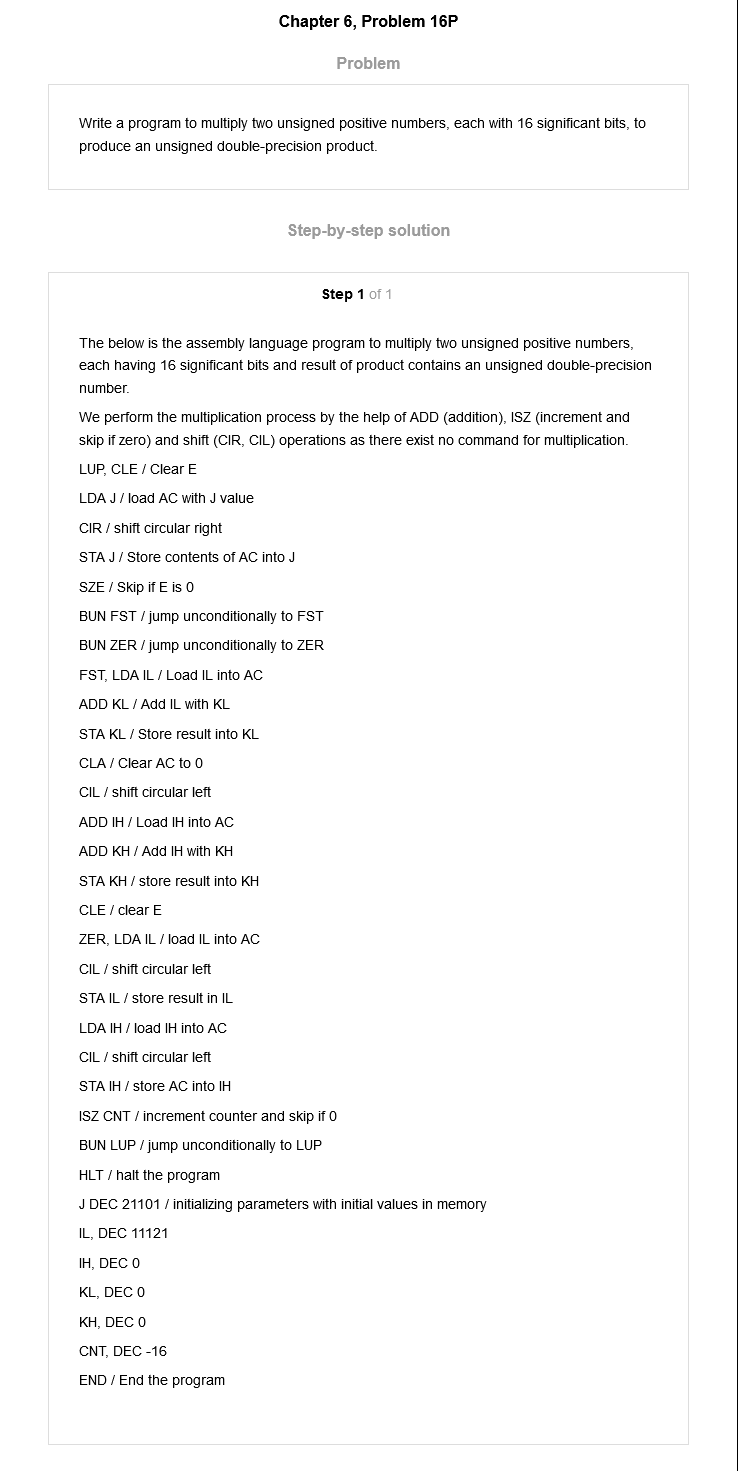 Chapter 6, Problem 16P
Problem
Write a program to multiply two unsigned positive numbers, each with 16 significant bits, to
produce an unsigned double-precision product.
Step-by-step solution
Step 1 of 1
The below is the assembly language program to multiply two unsigned positive numbers,
each having 16 significant bits and result of product contains an unsigned double-precision
number.
We perform the multiplication process by the help of ADD (addition), ISZ (increment and
skip if zero) and shift (CIR, CIL) operations as there exist no command for multiplication.
LUP, CLE / Clear E
LDA J / load AC with J value
CIR / shift circular right
STA J / Store contents of AC into J
SZE / Skip if E is 0
BUN FST / jump unconditionally to FST
BUN ZER / jump unconditionally to ZER
FST, LDA IL / Load IL into AC
ADD KL / Add IL with KL
STA KL / Store result into KL
CLA / Clear AC to 0
CIL / shift circular left
ADD IH / Load IH into AC
ADD KH / Add IH with KH
STA KH / store result into KH
CLE / clear E
ZER, LDA IL / load IL into AC
CIL / shift circular left
STA IL / store result in IL
LDA IH / load IH into AC
CIL / shift circular left
STA IH / store AC into IH
ISZ CNT / increment counter and skip if 0
BUN LUP / jump unconditionally to LUP
HLT / halt the program
J DEC 21101 / initializing parameters with initial values in memory
IL, DEC 11121
IH, DEC 0
KL, DEC 0
KH, DEC 0
CNT, DEC -16
END / End the program